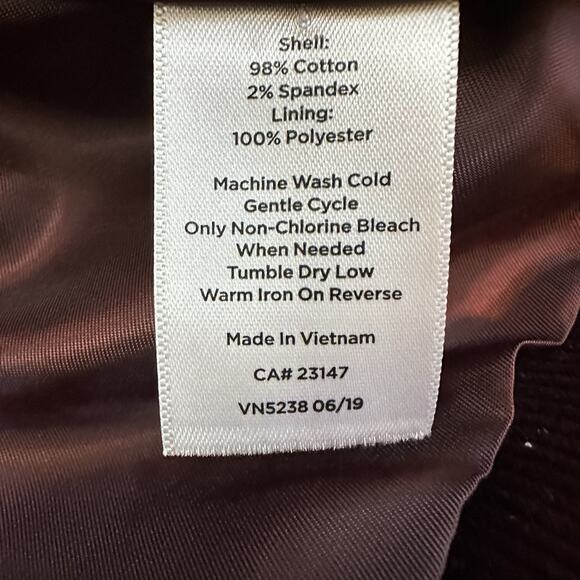 Shell:
98% Cotton
2% Spandex
Lining:
100% Polyester
Machine Wash Cold
Gentle Cycle
Only Non-Chlorine Bleach
When Needed
Tumble Dry Low
Warm Iron On Reverse
Made In Vietnam
CA# 23147
VN5238 06/19